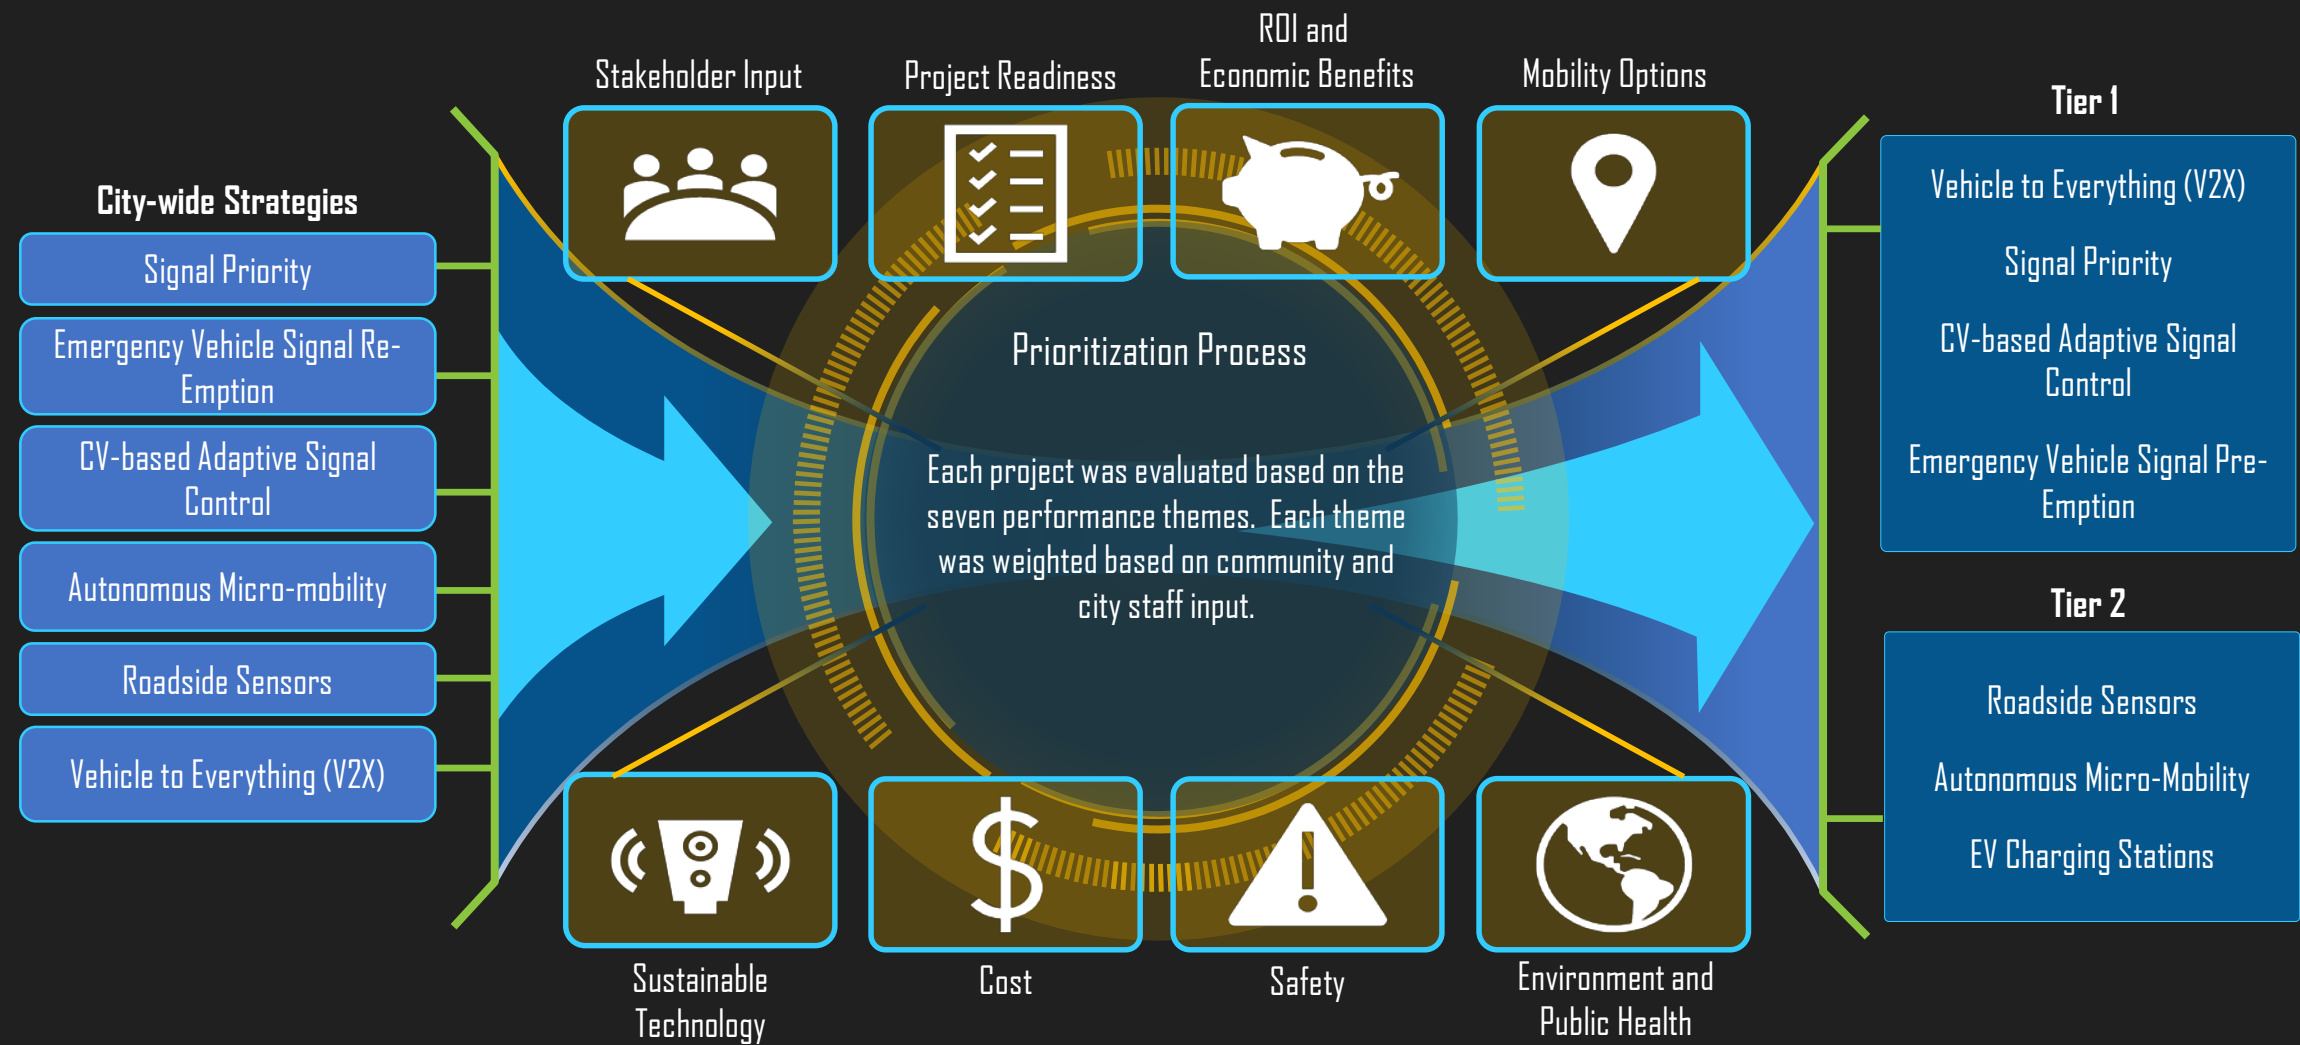 City-wide Strategies
Signal Priority
Emergency Vehicle Signal Re-
Emption
CV-based Adaptive Signal
Control
Autonomous Micro-mobility
Roadside Sensors
Vehicle to Everything (V2X)
Stakeholder Input
Project Readiness
ROI and
Economic Benefits
Mobility Options
Prioritization Process
Each project was evaluated based on the
seven performance themes.  Each theme
was weighted based on community and
city staff input.
Sustainable
Technology
Cost
Safety
Environment and
Public Health
Tier 1
Vehicle to Everything (V2X)
Signal Priority
CV-based Adaptive Signal
Control
Emergency Vehicle Signal Pre-
Emption
Tier 2
Roadside Sensors
Autonomous Micro-Mobility
EV Charging Stations